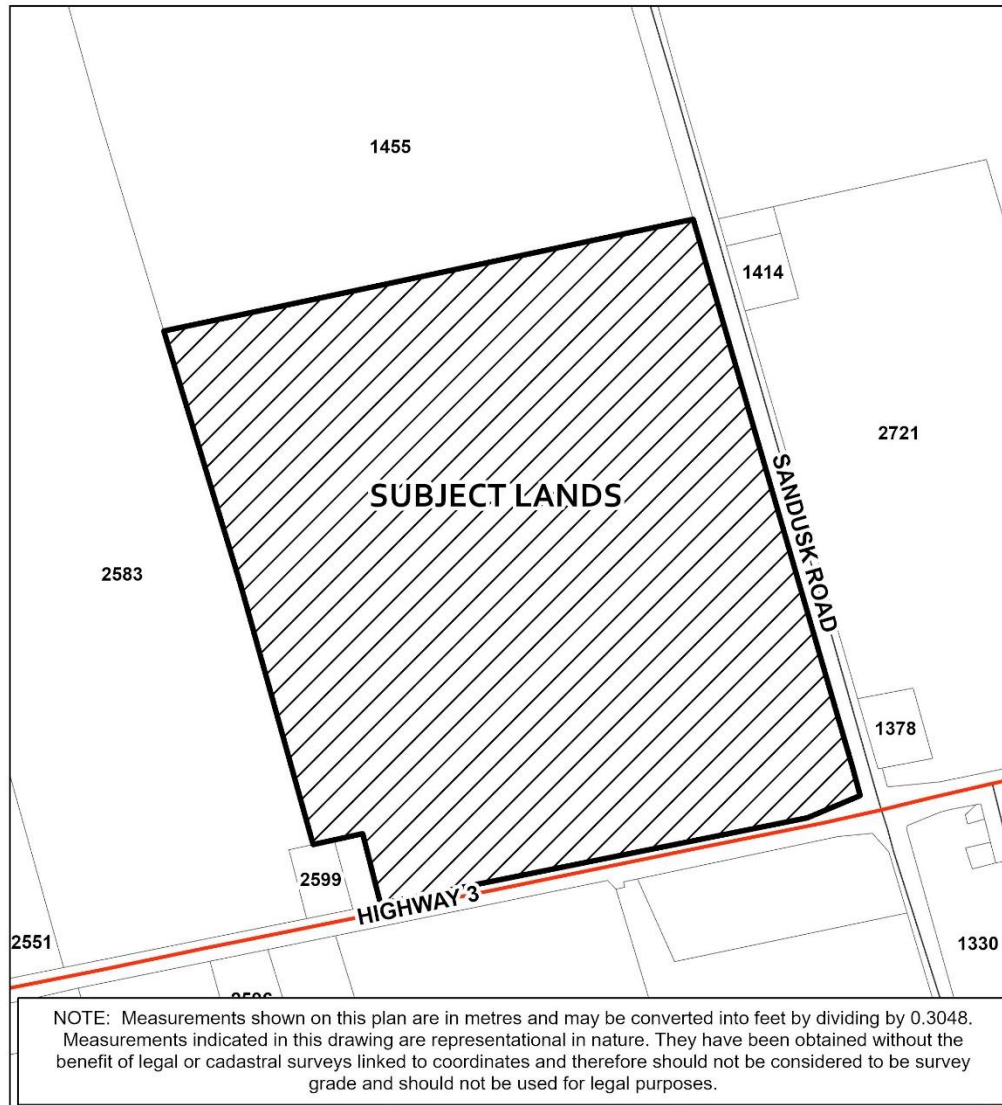 1455
1414
2721
SUBJECT LANDS
SANDUSK ROAD
2583
1378
2599
HIGHWAY 3
2551
1330
NOTE: Measurements shown on this plan are in metres and may be converted into feet by dividing by 0.3048.
Measurements indicated in this drawing are representational in nature. They have been obtained without the
benefit of legal or cadastral surveys linked to coordinates and therefore should not be considered to be survey
grade and should not be used for legal purposes.